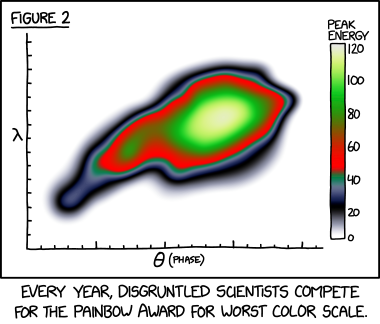 FIGURE 2
PEAK
ENERGY
120
100
80
60
40
20
0
λ
θ (PHASE)
EVERY YEAR, DISGRUNTLED SCIENTISTS COMPETE
FOR THE PAINBOW AWARD FOR WORST COLOR SCALE.